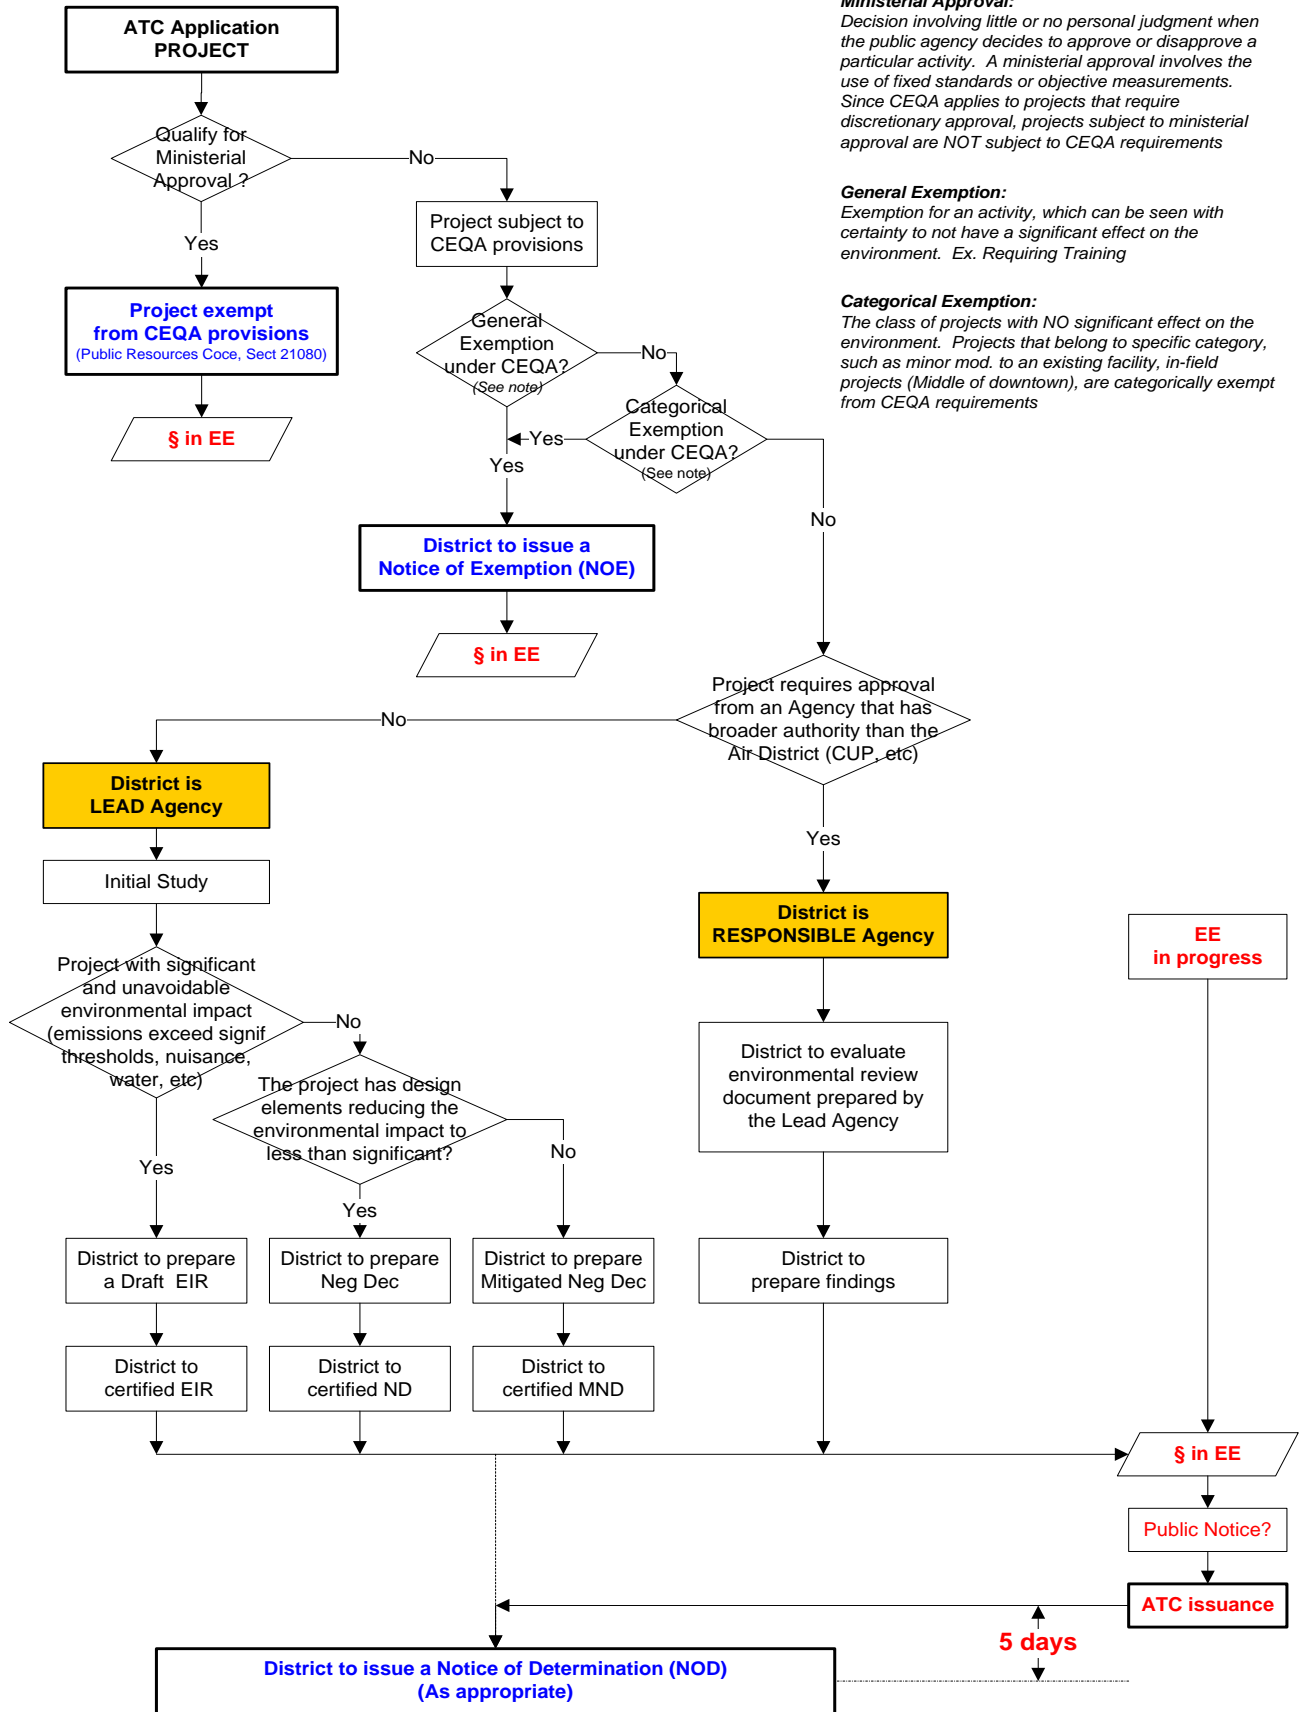 Ministerial Approval:
Decision involving little or no personal judgment when
the public agency decides to approve or disapprove a
particular activity.  A ministerial approval involves the
use of fixed standards or objective measurements.
Since CEQA applies to projects that require
discretionary approval, projects subject to ministerial
approval are NOT subject to CEQA requirements
General Exemption:
Exemption for an activity, which can be seen with
certainty to not have a significant effect on the
environment.  Ex. Requiring Training
Categorical Exemption:
The class of projects with NO significant effect on the
environment.  Projects that belong to specific category,
such as minor mod. to an existing facility, in-field
projects (Middle of downtown), are categorically exempt
from CEQA requirements
ATC Application
PROJECT
Qualify for
Ministerial
Approval ?
No
Yes
Project subject to
CEQA provisions
Project exempt
from CEQA provisions
(Public Resources Coce, Sect 21080)
§ in EE
General
Exemption
under CEQA?
(See note)
No
Categorical
Exemption
under CEQA?
(See note)
Yes
Yes
No
District to issue a
Notice of Exemption (NOE)
§ in EE
Project requires approval
from an Agency that has
broader authority than the
Air District (CUP, etc)
No
Yes
District is
LEAD Agency
Initial Study
Project with significant
and unavoidable
environmental impact
(emissions exceed signif
thresholds, nuisance,
water, etc)
No
Yes
The project has design
elements reducing the
environmental impact to
less than significant?
No
Yes
District to prepare
a Draft  EIR
District to prepare
Neg Dec
District to prepare
Mitigated Neg Dec
District to
certified EIR
District to
certified ND
District to
certified MND
District is
RESPONSIBLE Agency
District to evaluate
environmental review
document prepared by
the Lead Agency
District to
prepare findings
EE
in progress
§ in EE
Public Notice?
ATC issuance
5 days
District to issue a Notice of Determination (NOD)
(As appropriate)